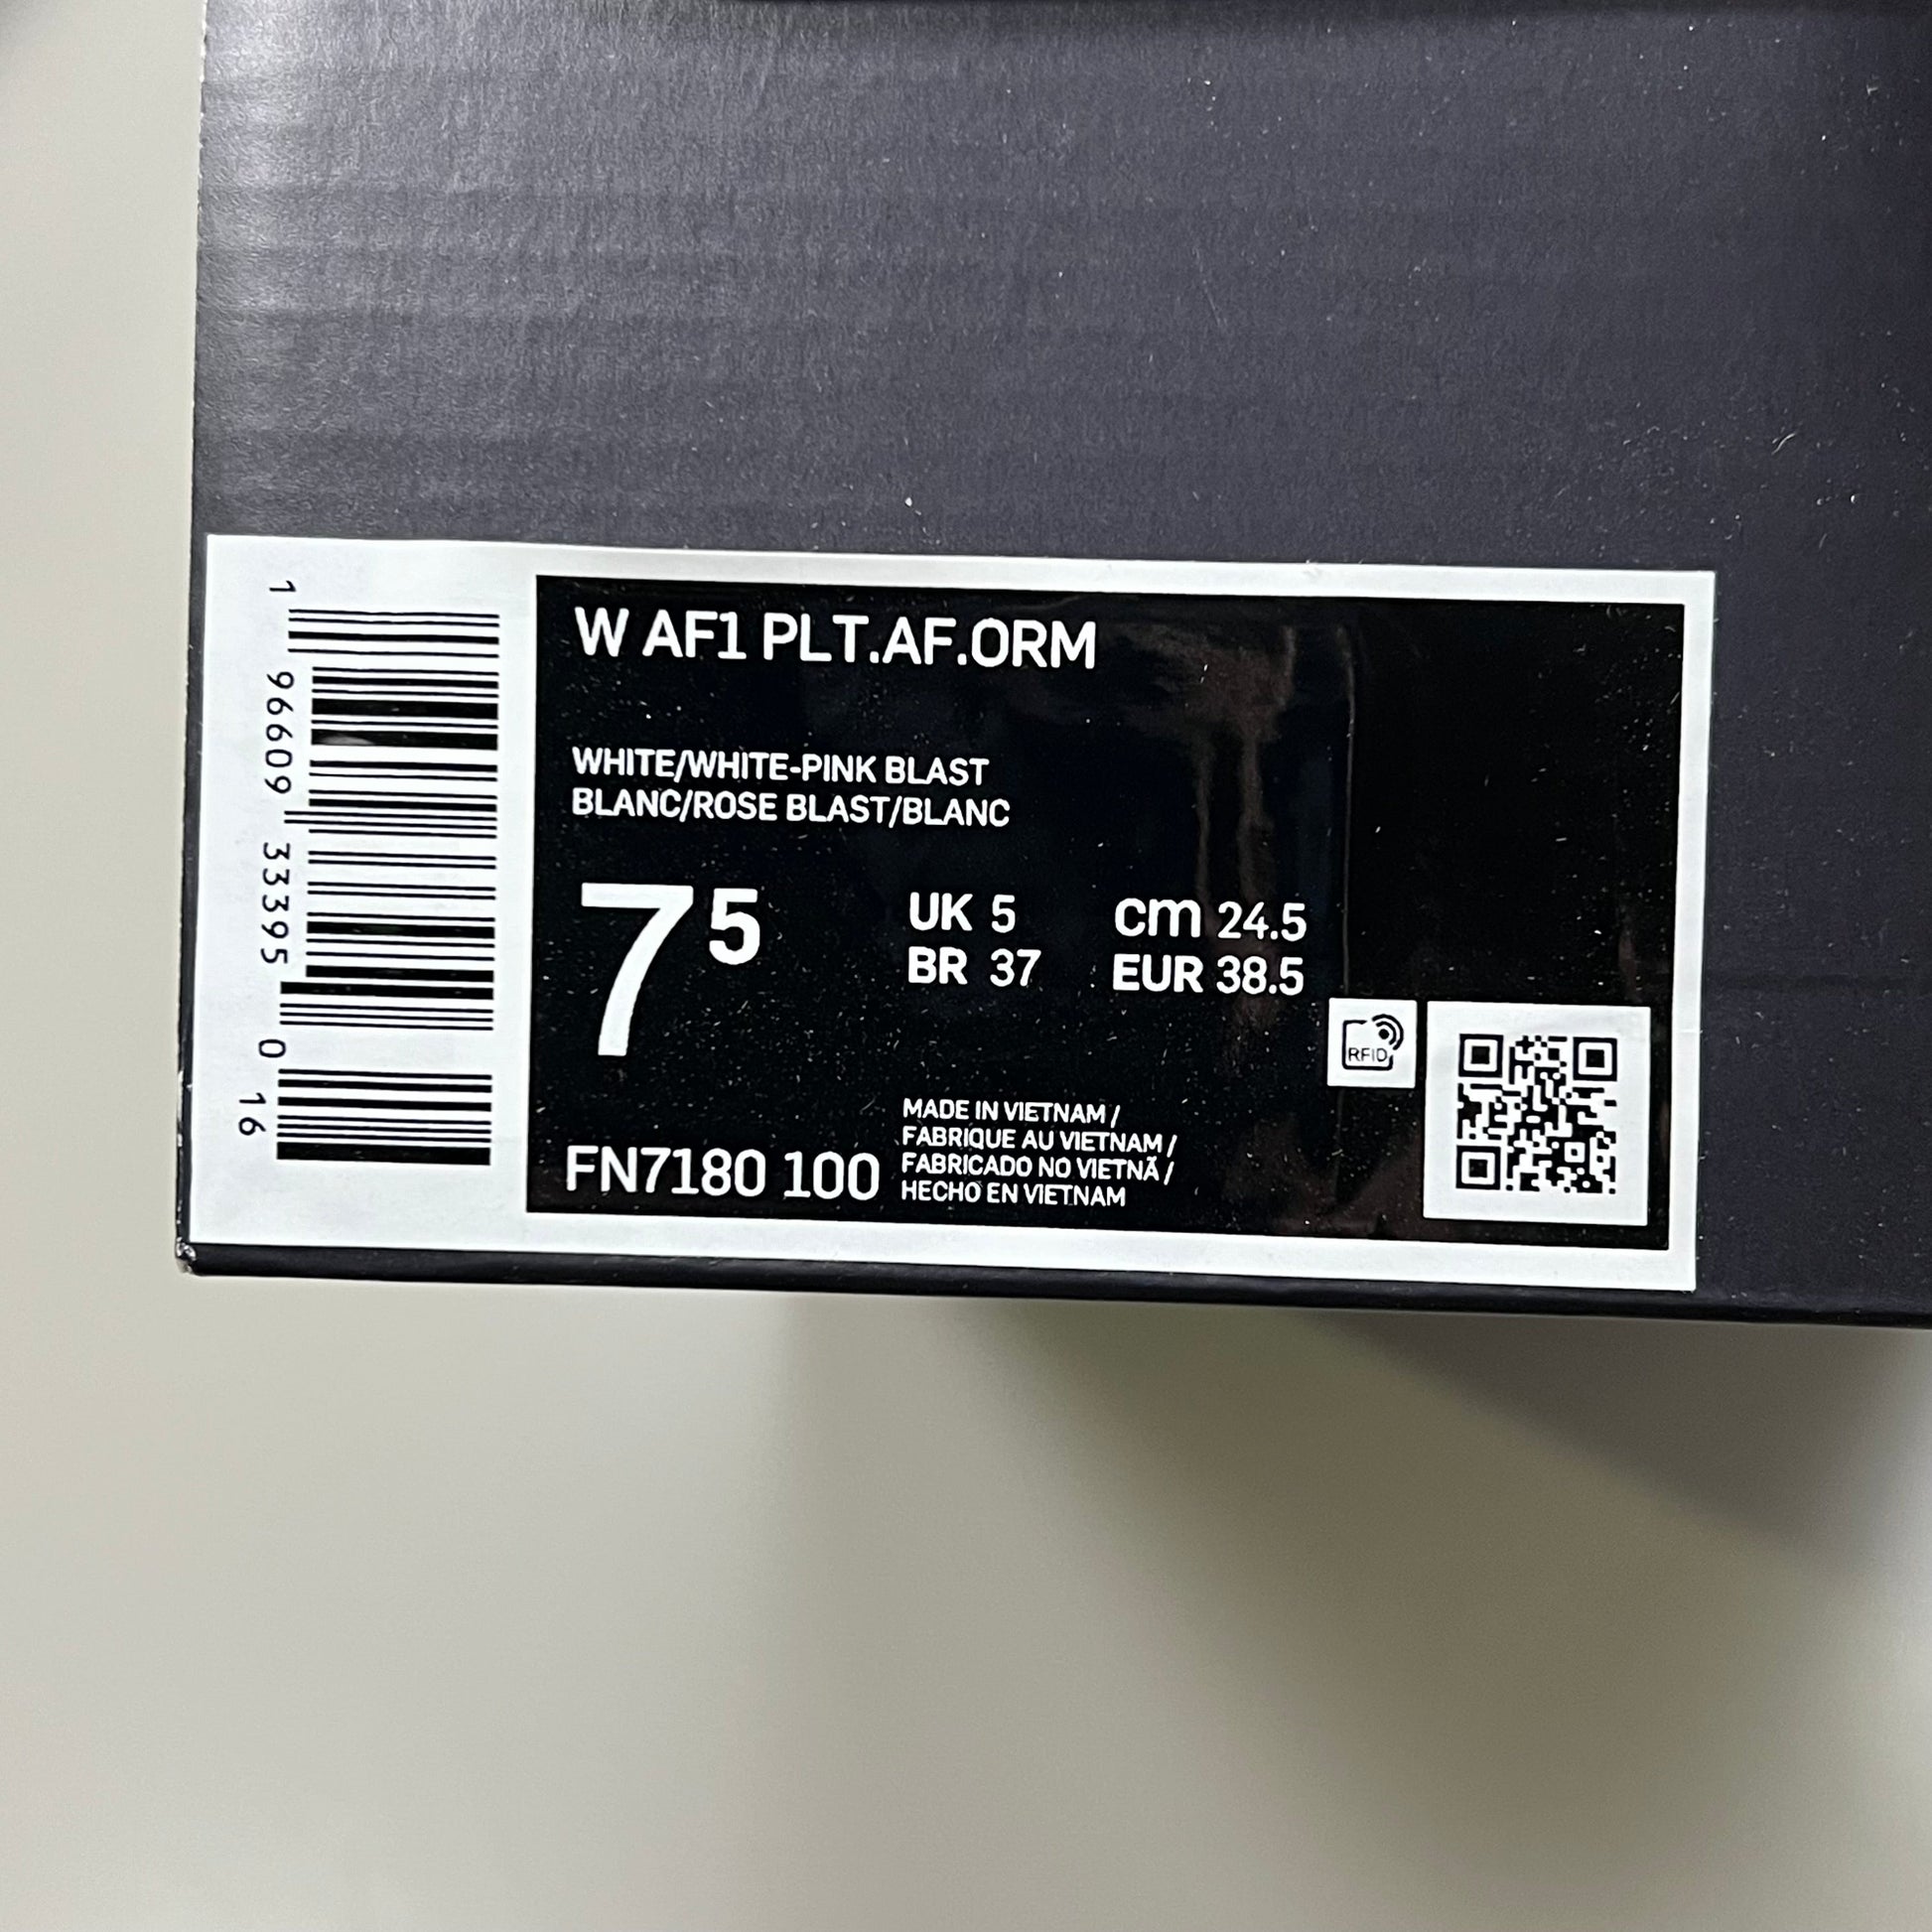 W AF1 PLT.AF.ORM
WHITE/WHITE-PINK BLAST
BLANC/ROSE BLAST/BLANC
7 5
UK 5
BR 37
cm 24.5
EUR 38.5
RFID
FN7180 100
MADE IN VIETNAM /
FABRIQUE AU VIETNAM /
FABRICADO NO VIETNÃ /
HECHO EN VIETNAM
1 96609 33395 0 16